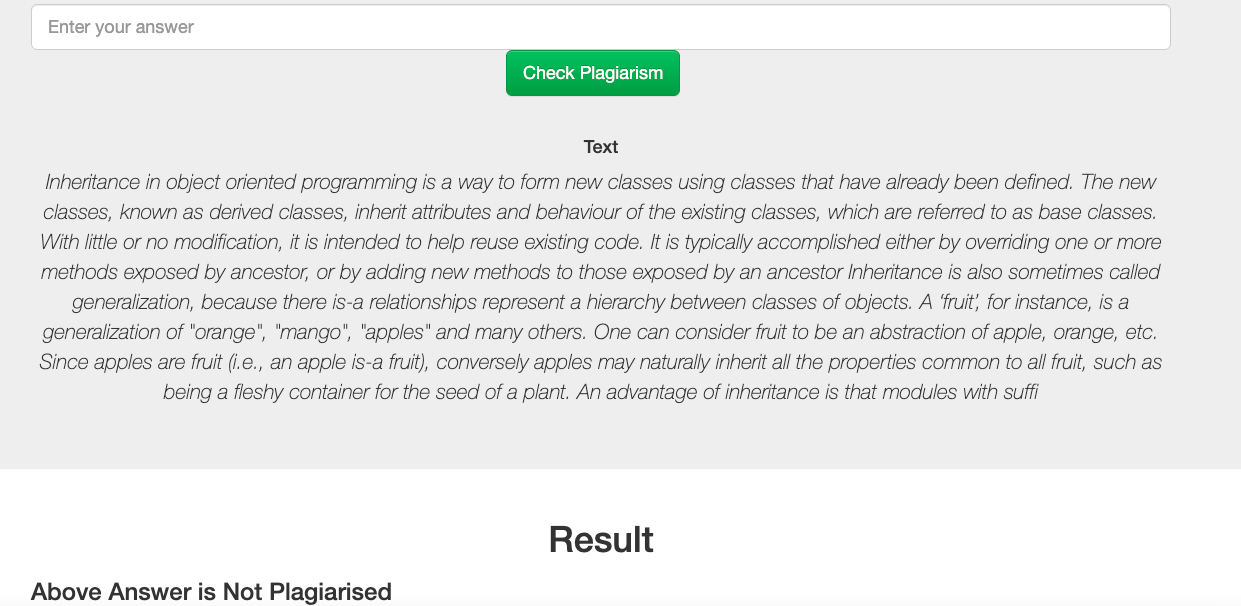 Enter your answer
Check Plagiarism
Text
Inheritance in object oriented programming is a way to form new classes using classes that have already been defined. The new
classes, known as derived classes, inherit attributes and behaviour of the existing classes, which are referred to as base classes.
With little or no modification, it is intended to help reuse existing code. It is typically accomplished either by overriding one or more
methods exposed by ancestor, or by adding new methods to those exposed by an ancestor Inheritance is also sometimes called
generalization, because there is-a relationships represent a hierarchy between classes of objects. A ‘fruit’, for instance, is a
generalization of "orange", "mango", "apples" and many others. One can consider fruit to be an abstraction of apple, orange, etc.
Since apples are fruit (i.e., an apple is-a fruit), conversely apples may naturally inherit all the properties common to all fruit, such as
being a fleshy container for the seed of a plant. An advantage of inheritance is that modules with suffi
Result
Above Answer is Not Plagiarised